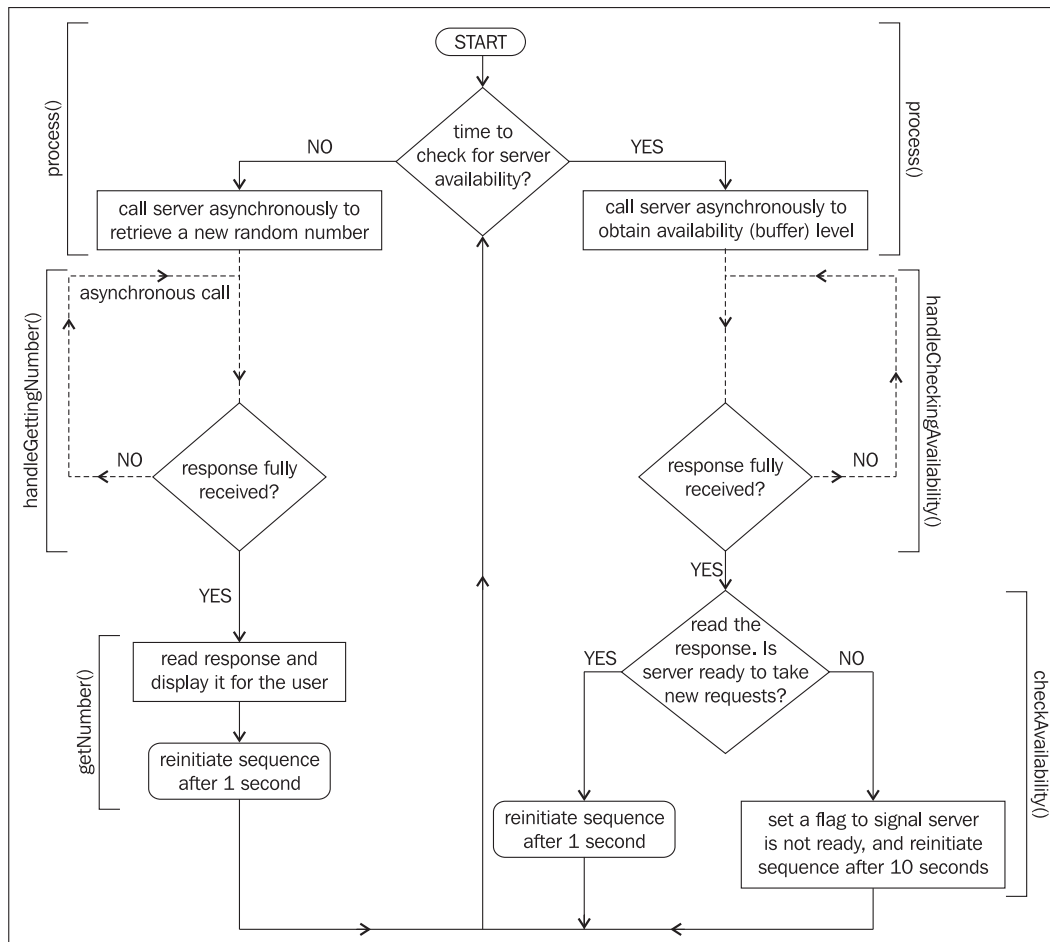 START
process()
process()
time to
check for server
availability?
NO
YES
call server asynchronously to
retrieve a new random number
call server asynchronously to
obtain availability (buffer) level
handleGettingNumber()
asynchronous call
handleCheckingAvailability()
NO
response fully
received?
response fully
received?
NO
YES
YES
getNumber()
read response and
display it for the user
reinitiate sequence
after 1 second
checkAvailability()
YES
read the
response. Is
server ready to take
new requests?
NO
reinitiate sequence
after 1 second
set a flag to signal server
is not ready, and reinitiate
sequence after 10 seconds